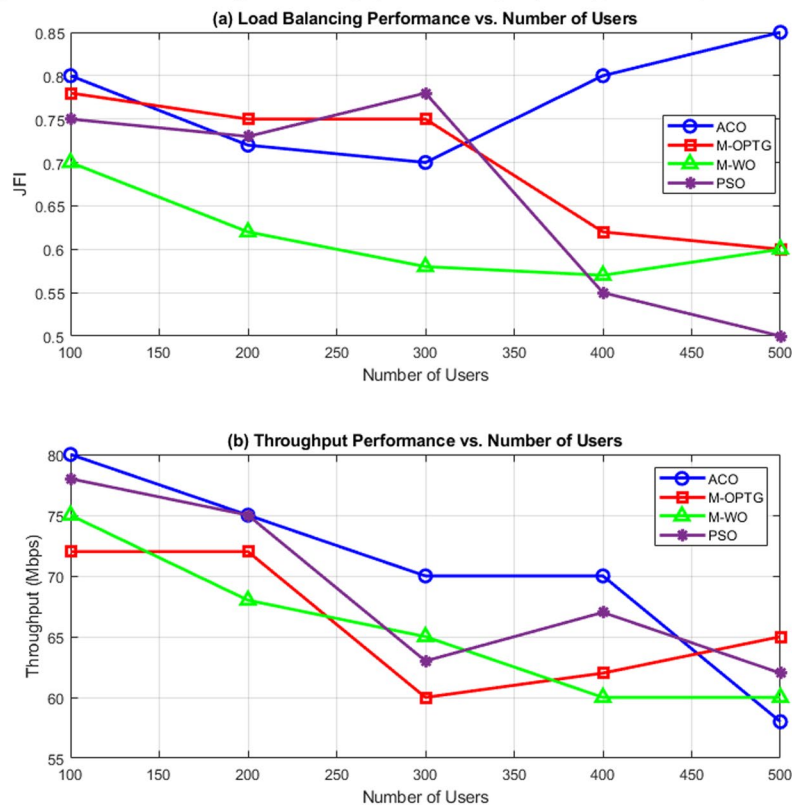 (a) Load Balancing Performance vs. Number of Users
0.85
0.8
0.75
0.7
0.65
0.6
0.55
0.5
JFI
ACO
M-OPTG
M-WO
PSO
100 150 200 250 300 350 400 450 500
Number of Users
(b) Throughput Performance vs. Number of Users
80
75
70
65
60
55
Throughput (Mbps)
ACO
M-OPTG
M-WO
PSO
100 150 200 250 300 350 400 450 500
Number of Users